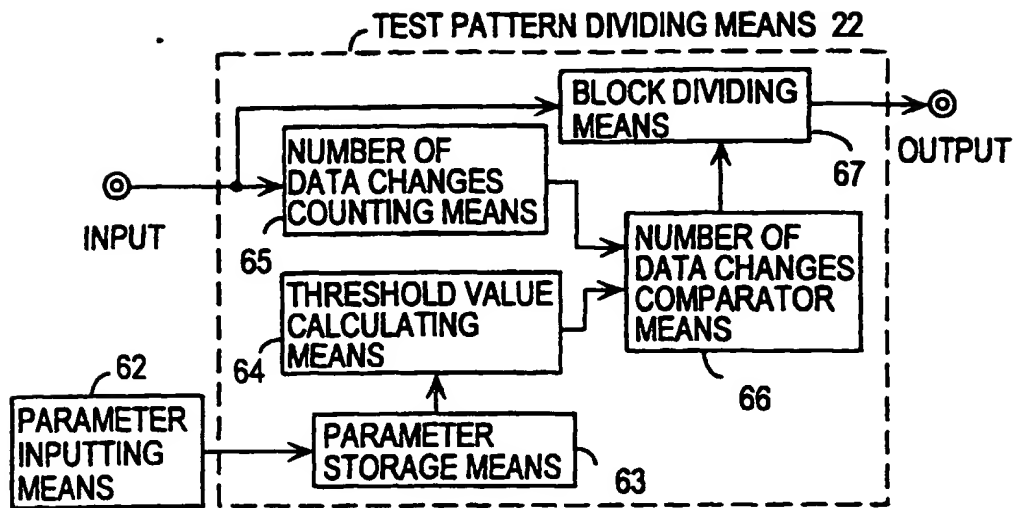 TEST PATTERN DIVIDING MEANS 22
BLOCK DIVIDING
MEANS
67
OUTPUT
NUMBER OF
DATA CHANGES
COUNTING MEANS
65
INPUT
NUMBER OF
DATA CHANGES
COMPARATOR
MEANS
66
THRESHOLD VALUE
CALCULATING
MEANS
64
62
PARAMETER
INPUTTING
MEANS
PARAMETER
STORAGE MEANS
63